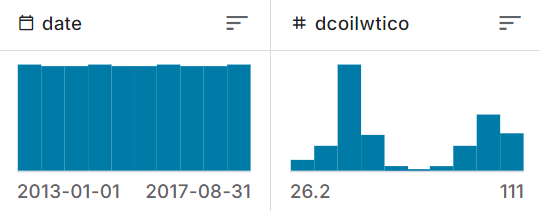 date
dcoilwtico
2013-01-01 2017-08-31
26.2 111